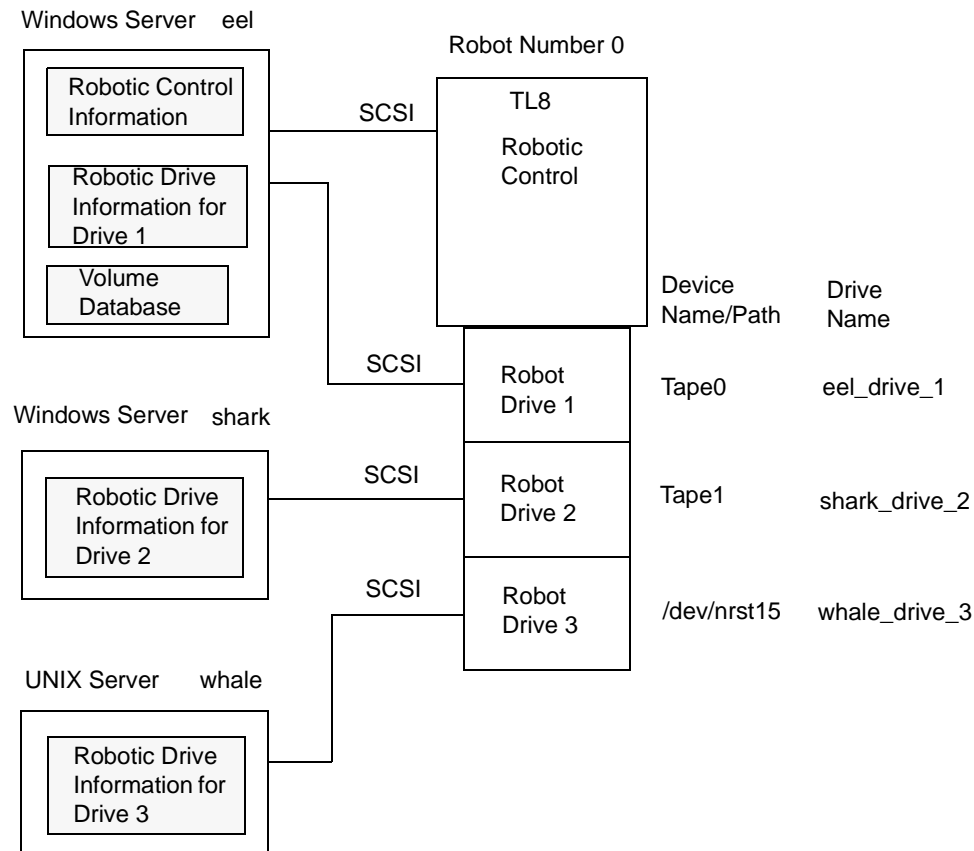 Windows Server eel
Robotic Control
Information
Robotic Drive
Information for
Drive 1
Volume
Database
SCSI
Robot Number 0
TL8
Robotic
Control
Device
Name/Path
Drive
Name
SCSI
Robot
Drive 1
Tape0
eel_drive_1
Windows Server shark
Robotic Drive
Information for
Drive 2
SCSI
Robot
Drive 2
Tape1
shark_drive_2
SCSI
Robot
Drive 3
/dev/nrst15
whale_drive_3
UNIX Server whale
Robotic Drive
Information for
Drive 3